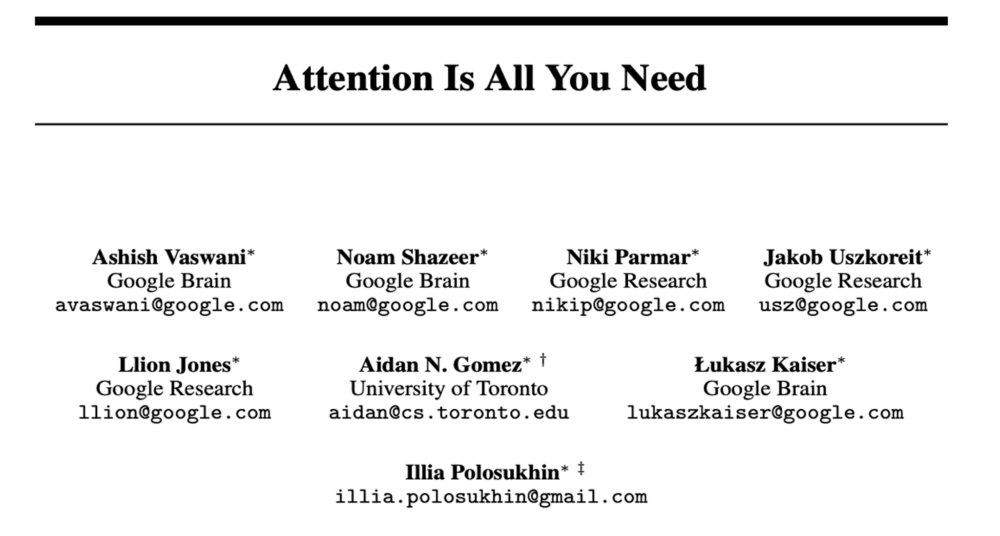 Attention Is All You Need
Ashish Vaswani* Noam Shazeer* Niki Parmar* Jakob Uszkoreit*
Google Brain Google Brain Google Research Google Research
avaswani@google.com noam@google.com nikip@google.com usz@google.com
Llion Jones* Aidan N. Gomez* † Łukasz Kaiser*
Google Research University of Toronto Google Brain
llion@google.com aidan@cs.toronto.edu lukaszkaiser@google.com
Illia Polosukhin* ‡
illia.polosukhin@gmail.com